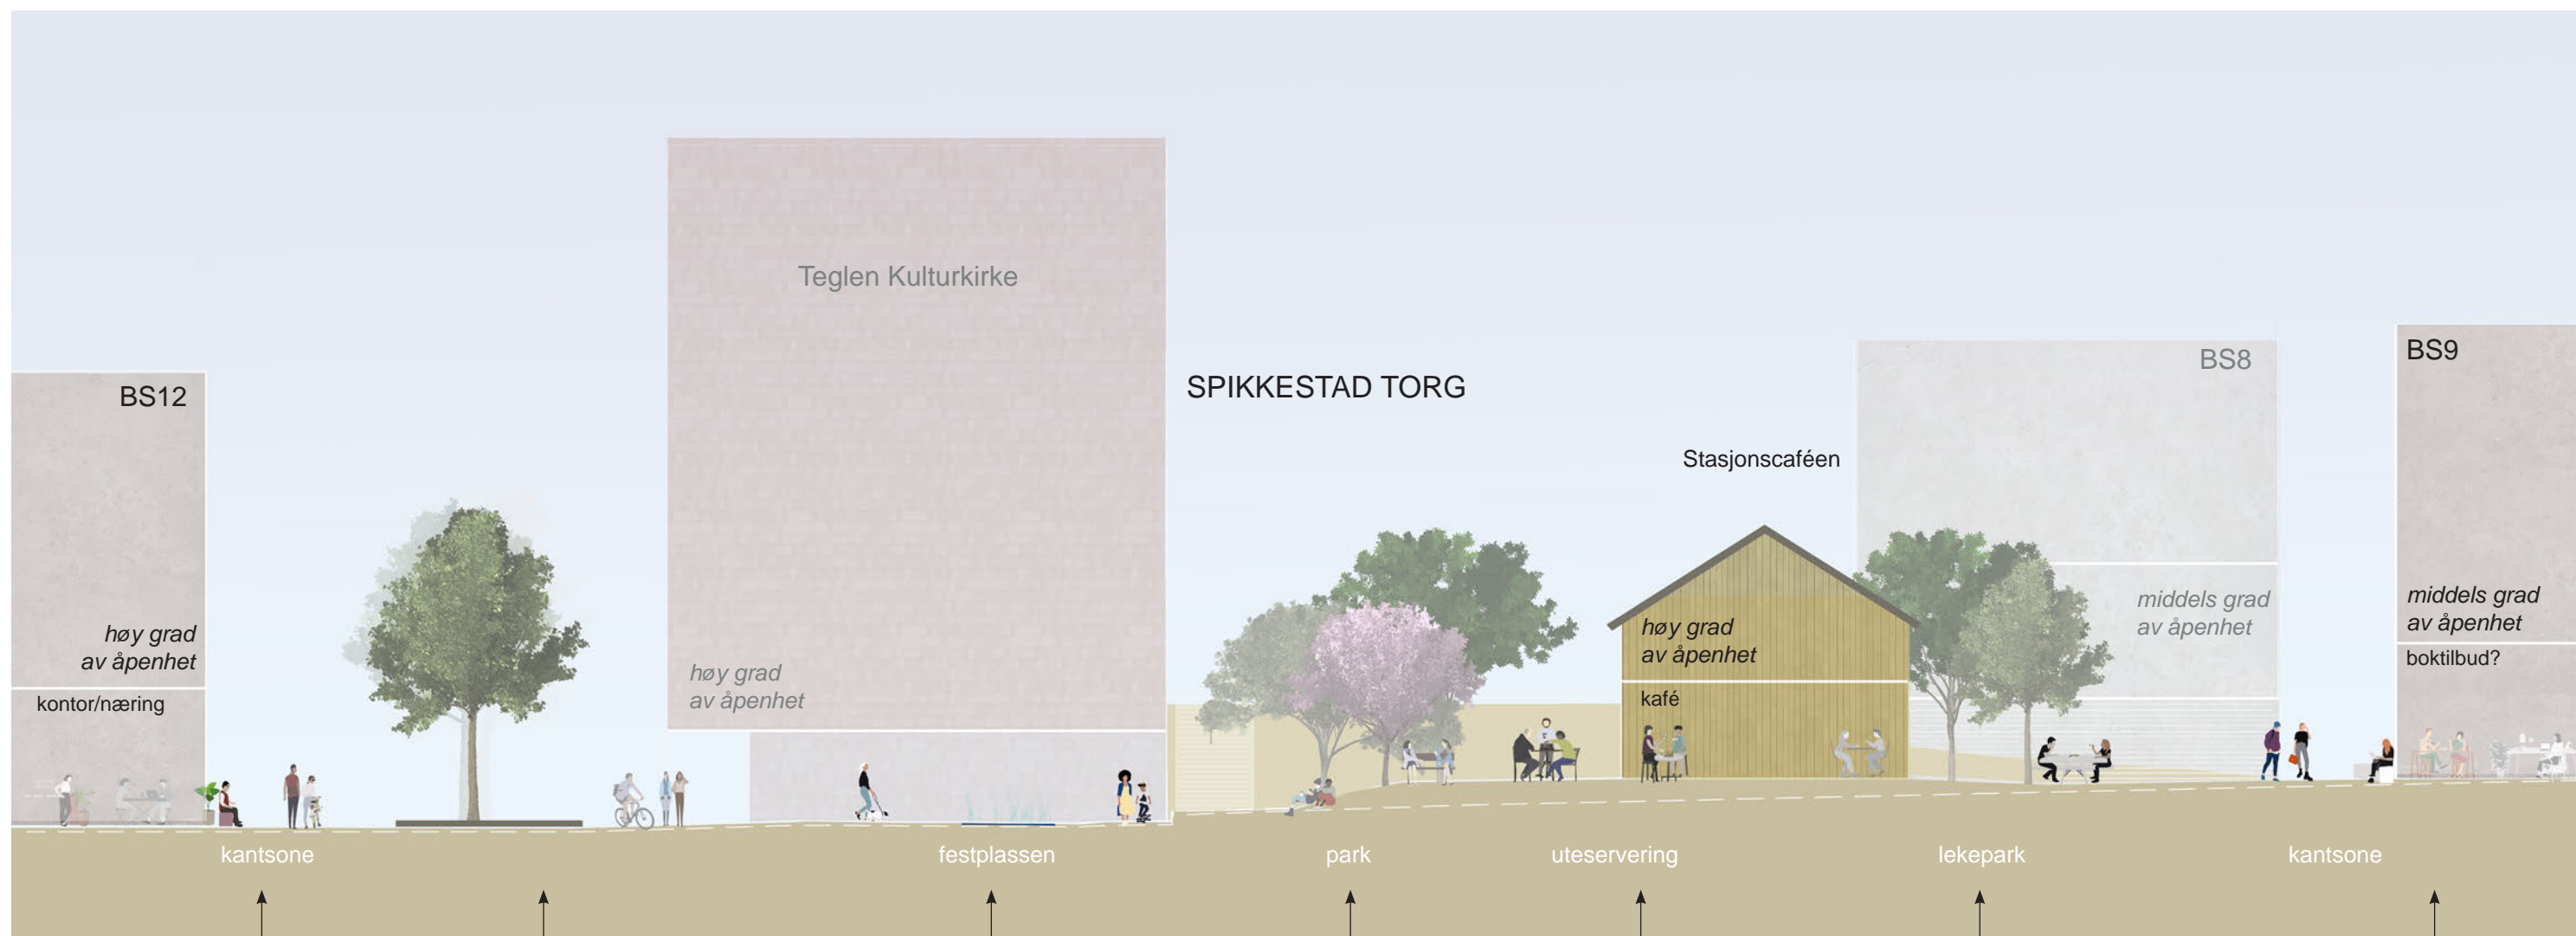 Teglen Kulturkirke
SPIKKESTAD TORG
BS12
BS8
BS9
Stasjonscaféen
høy grad
av åpenhet
kontor/næring
høy grad
av åpenhet
høy grad
av åpenhet
kafé
middels grad
av åpenhet
middels grad
av åpenhet
boktilbud?
kantsone
festplassen
park
uteservering
lekepark
kantsone